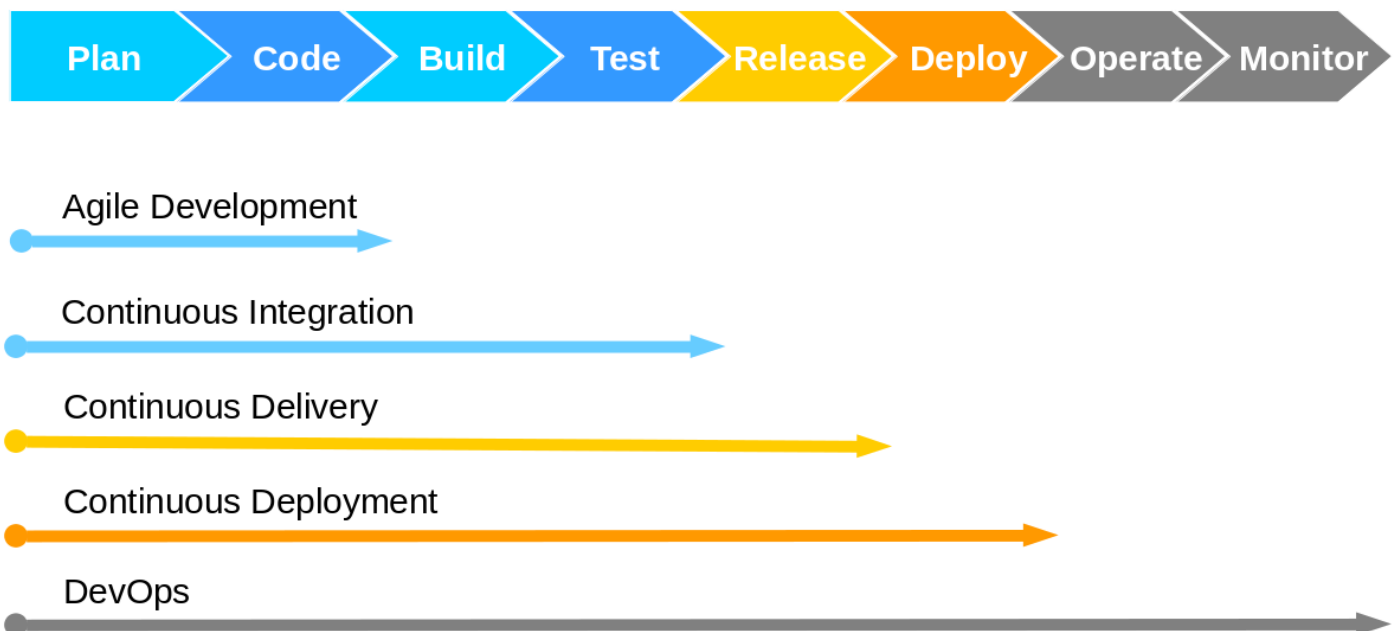 Plan Code Build Test Release Deploy Operate Monitor
Agile Development
Continuous Integration
Continuous Delivery
Continuous Deployment
DevOps